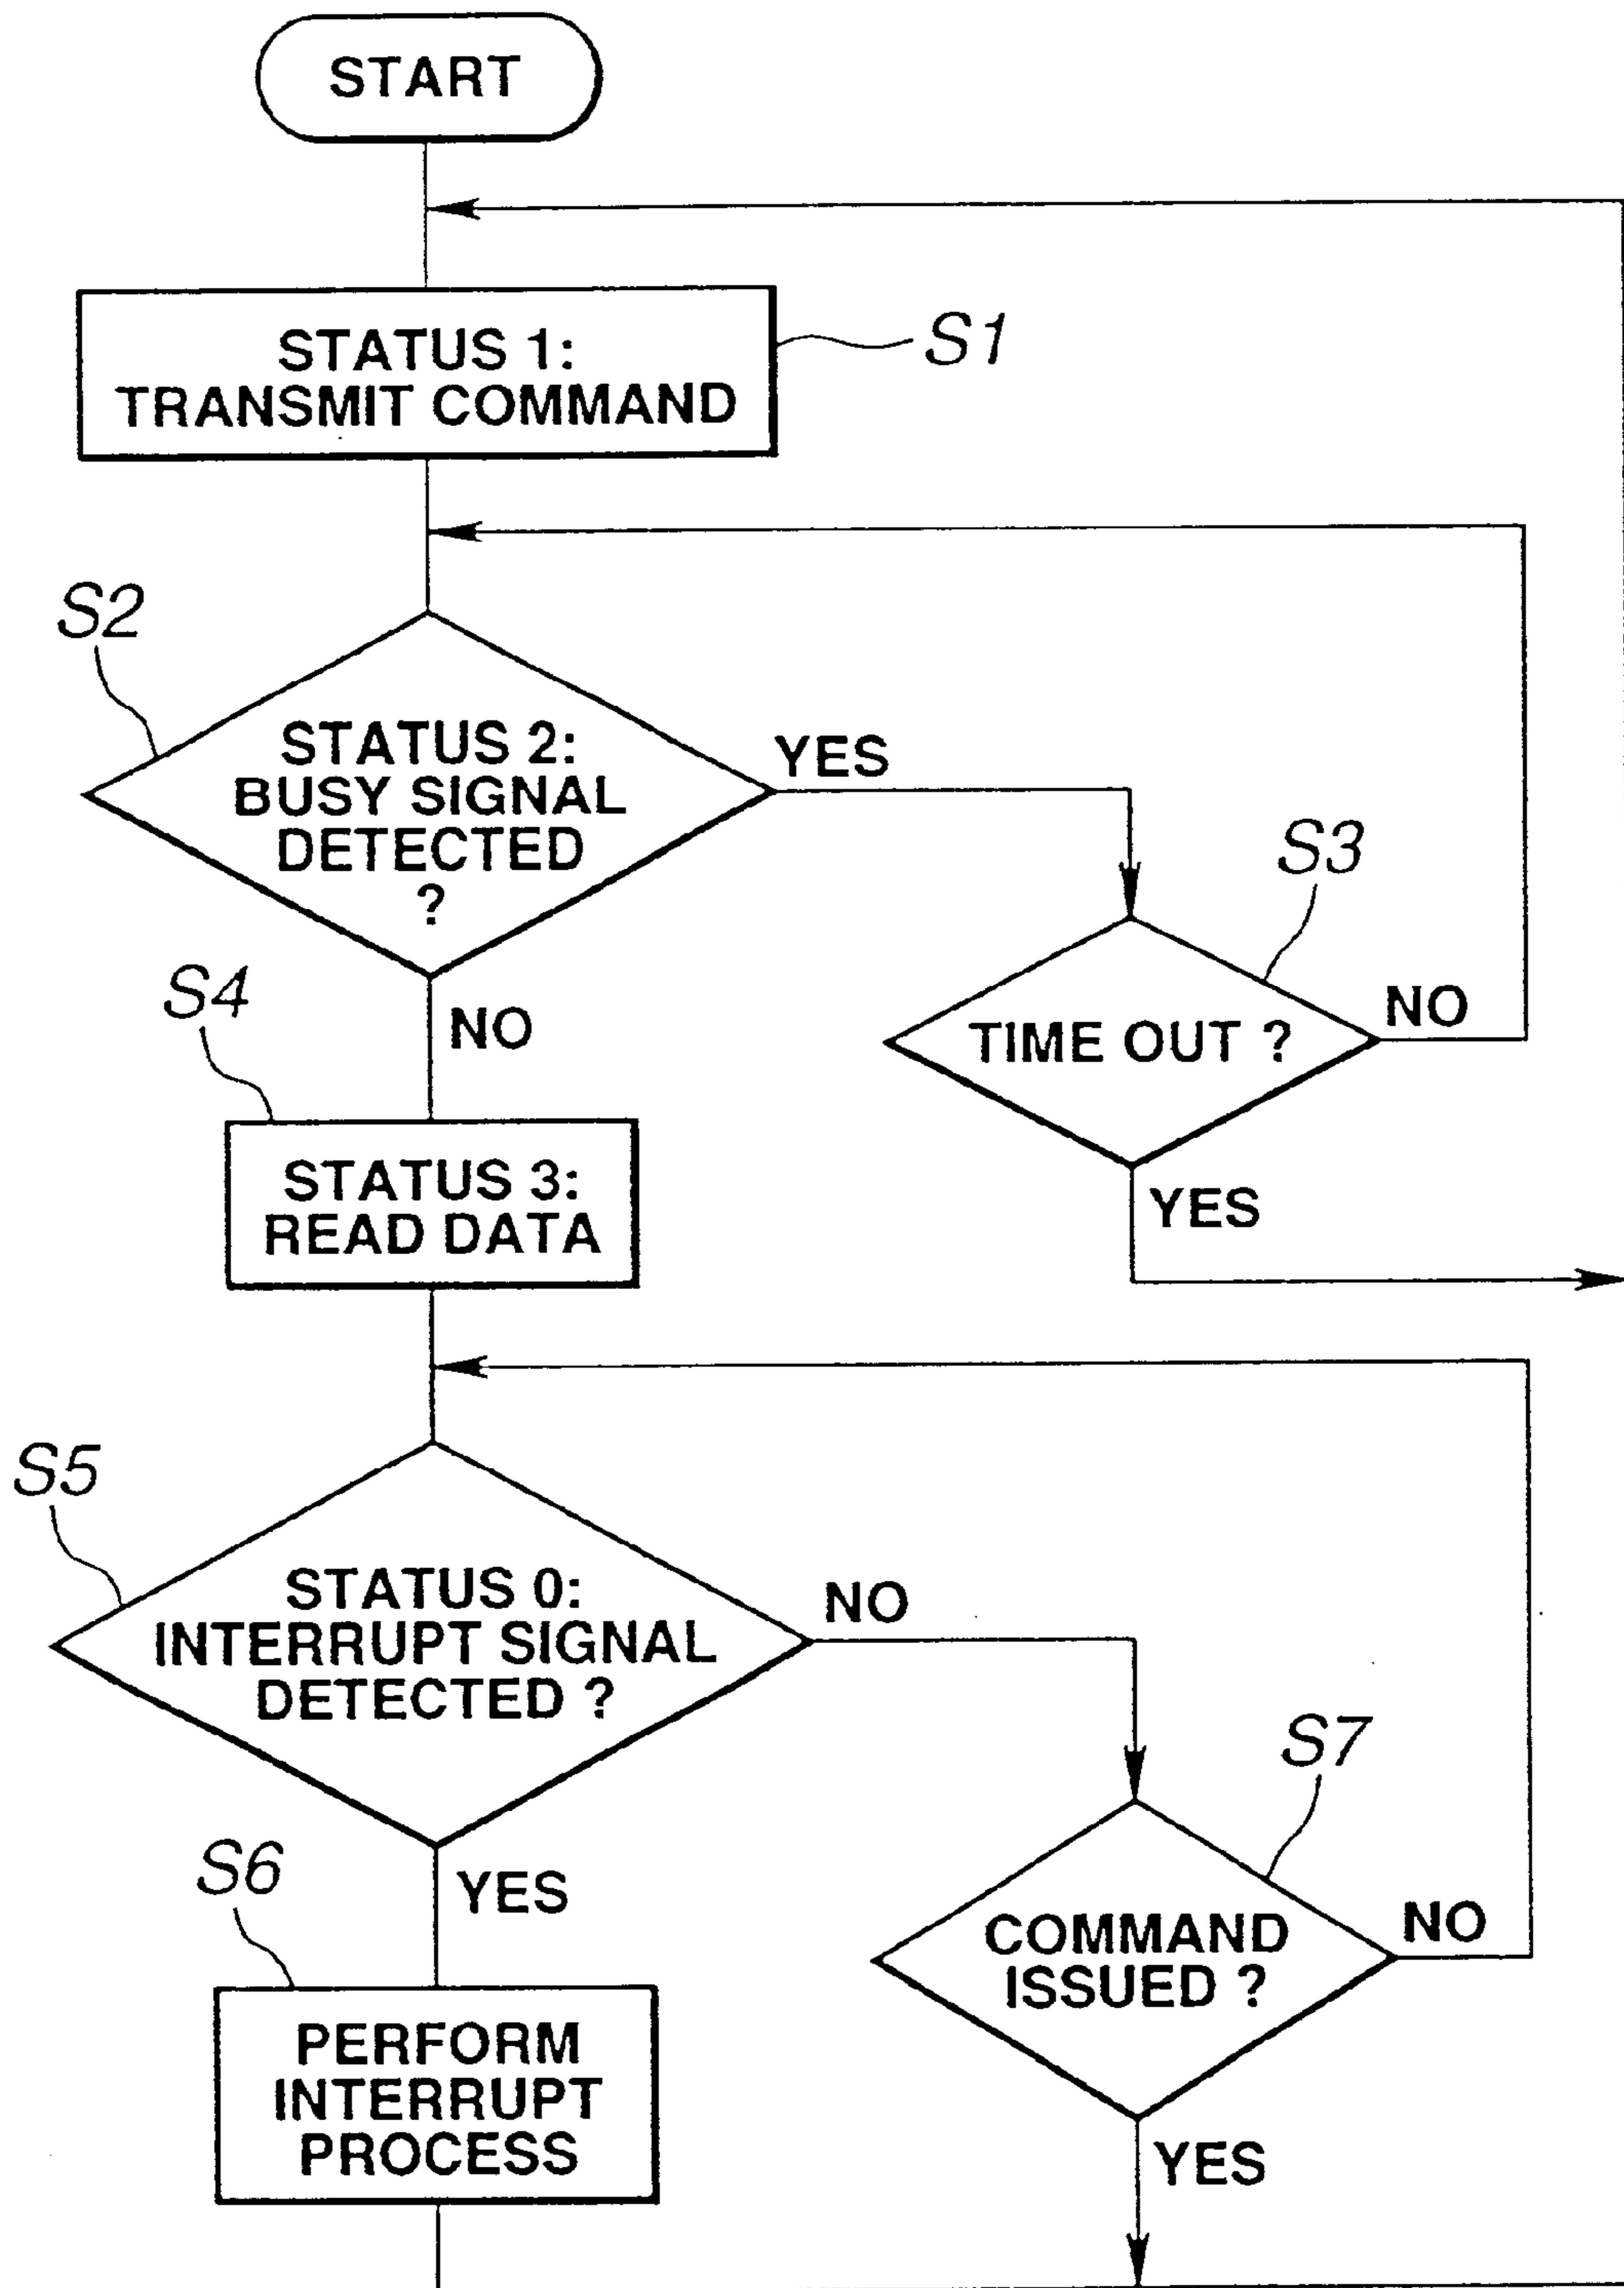 START
STATUS 1:
TRANSMIT COMMAND
S1
S2
STATUS 2:
BUSY SIGNAL
DETECTED
?
YES
NO
S3
TIME OUT ?
NO
YES
S4
STATUS 3:
READ DATA
S5
STATUS 0:
INTERRUPT SIGNAL
DETECTED ?
NO
YES
S7
COMMAND
ISSUED ?
NO
YES
S6
PERFORM
INTERRUPT
PROCESS